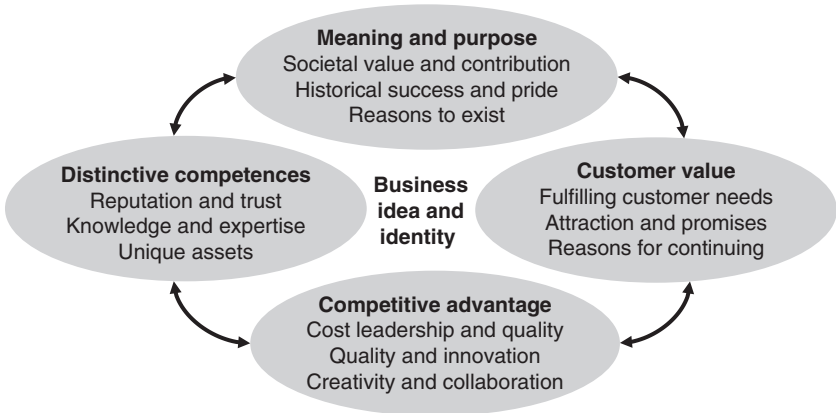 Meaning and purpose
Societal value and contribution
Historical success and pride
Reasons to exist
Distinctive competences
Reputation and trust
Knowledge and expertise
Unique assets
Business
idea and
identity
Customer value
Fulfilling customer needs
Attraction and promises
Reasons for continuing
Competitive advantage
Cost leadership and quality
Quality and innovation
Creativity and collaboration